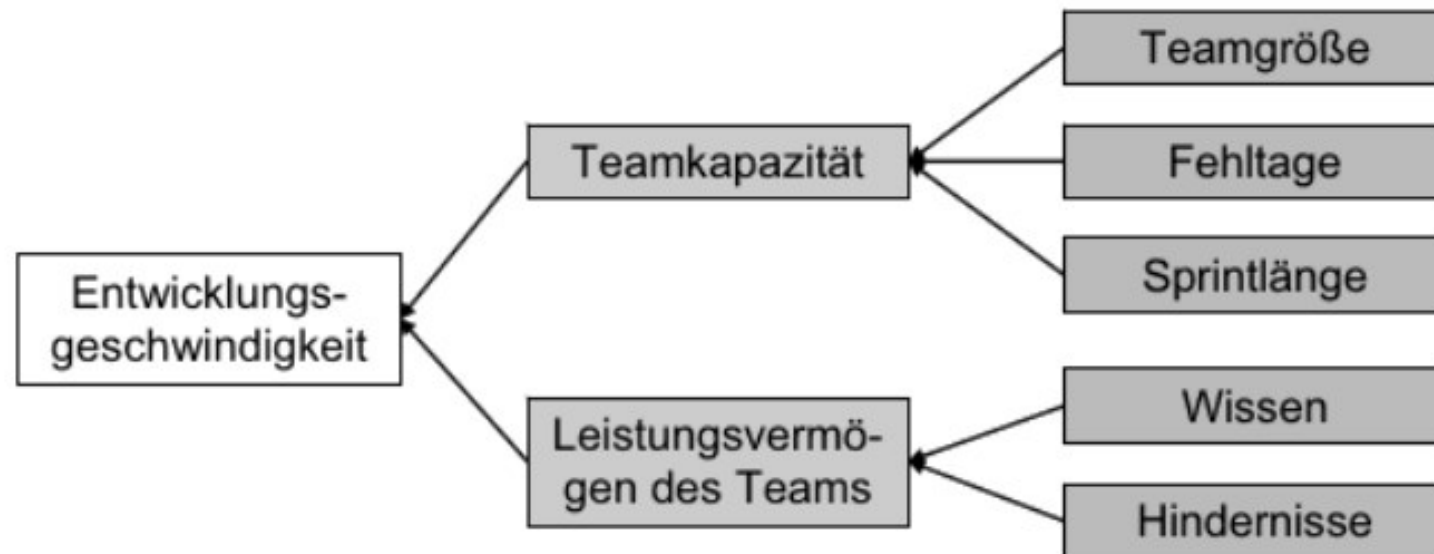 Teamgröße
Teamkapazität
Fehltage
Sprintlänge
Entwicklungs-
geschwindigkeit
Leistungsvermö-
gen des Teams
Wissen
Hindernisse